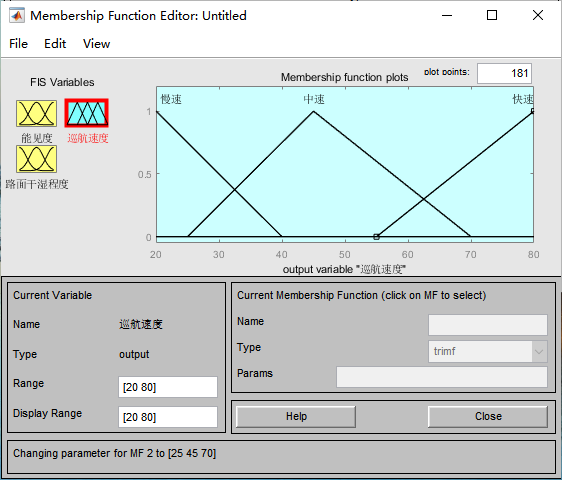 Membership Function Editor: Untitled
File Edit View
FIS Variables
能见度
巡航速度
路面干湿程度
Membership function plots
plot points:
181
慢速
中速
快速
1
0.5
0
20 30 40 50 60 70 80
output variable "巡航速度"
Current Variable
Name 巡航速度
Type output
Range [20 80]
Display Range [20 80]
Current Membership Function (click on MF to select)
Name
Type trimf
Params
Help Close
Changing parameter for MF 2 to [25 45 70]